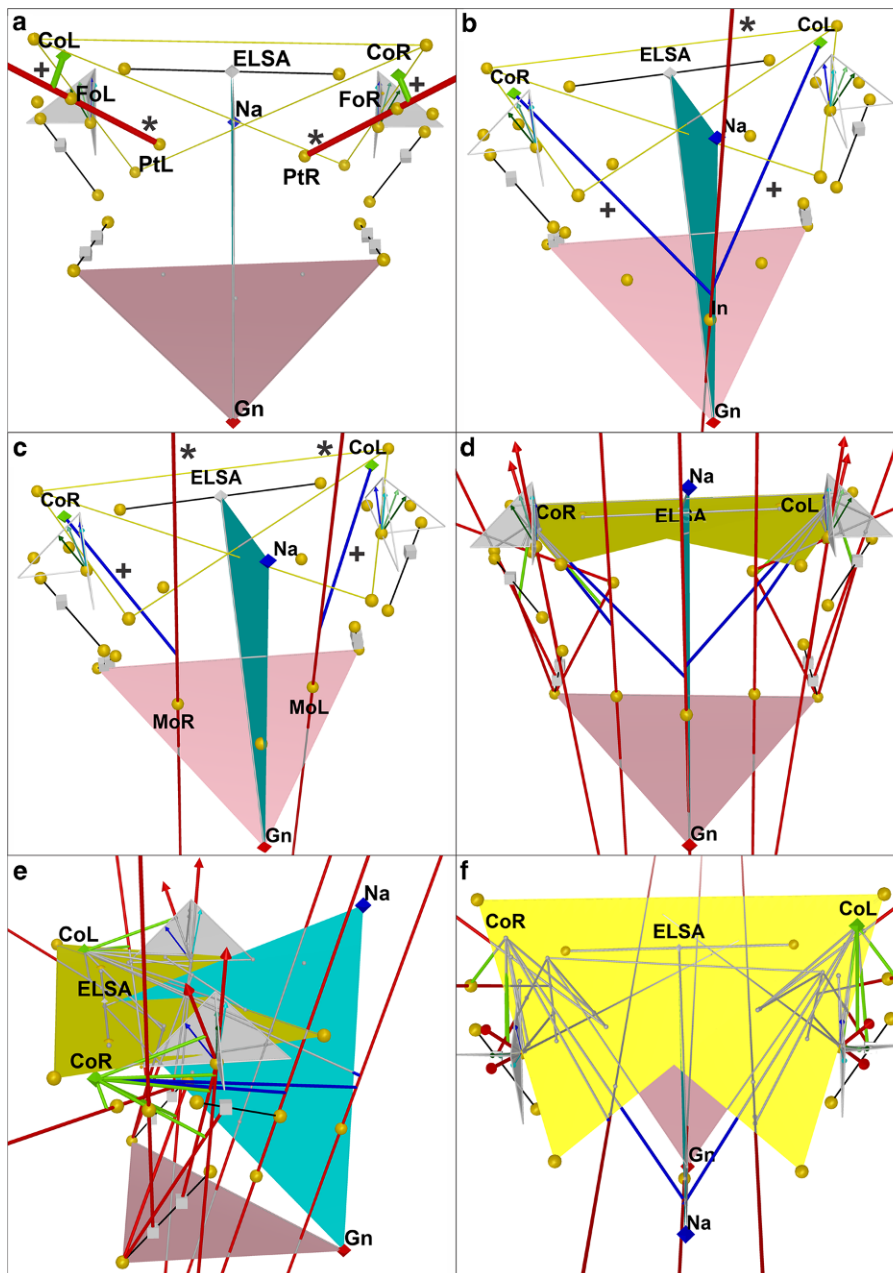 a
CoL
ELSA
CoR
+
+
FoL
FoR
*
Na
*
PtL
PtR
Gn
b
*
CoL
ELSA
CoR
Na
+
+
In
Gn
c
*
*
CoL
ELSA
CoR
Na
+
+
MoR
MoL
Gn
d
Na
CoR
ELSA
CoL
Gn
e
Na
CoL
ELSA
CoR
Gn
f
CoR
ELSA
CoL
Gn
Na